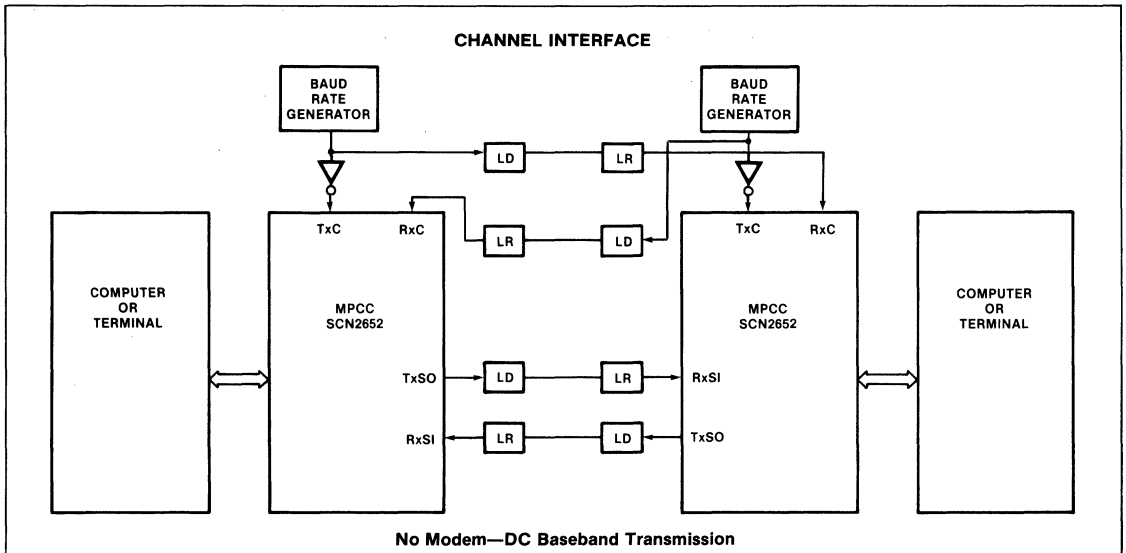 CHANNEL INTERFACE
BAUD
RATE
GENERATOR
BAUD
RATE
GENERATOR
LD
LR
TxC
RxC
LR
LD
TxC
RxC
COMPUTER
OR
TERMINAL
MPCC
SCN2652
MPCC
SCN2652
COMPUTER
OR
TERMINAL
TxSO
LD
LR
RxSI
RxSI
LR
LD
TxSO
No Modem—DC Baseband Transmission